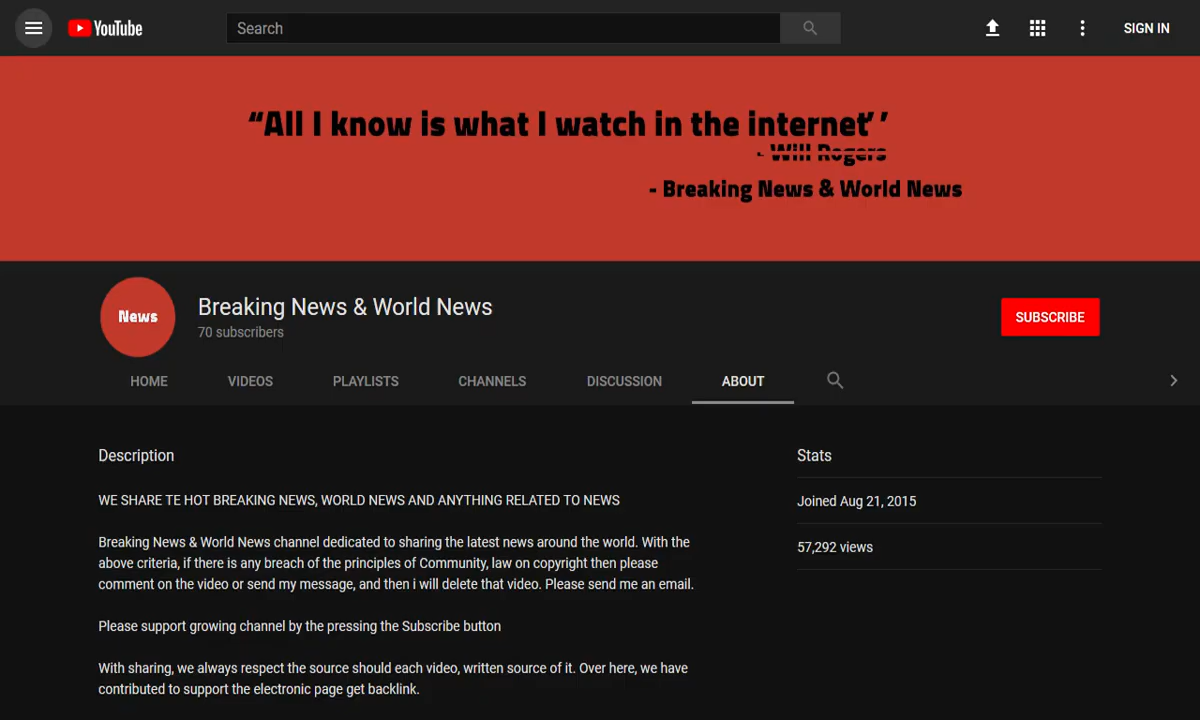 YouTube
Search
SIGN IN
“All I know is what I watch in the internet’’
- Will Rogers
- Breaking News & World News
News
Breaking News & World News
70 subscribers
SUBSCRIBE
HOME
VIDEOS
PLAYLISTS
CHANNELS
DISCUSSION
ABOUT
Description
WE SHARE TE HOT BREAKING NEWS, WORLD NEWS AND ANYTHING RELATED TO NEWS
Breaking News & World News channel dedicated to sharing the latest news around the world. With the
above criteria, if there is any breach of the principles of Community, law on copyright then please
comment on the video or send my message, and then i will delete that video. Please send me an email.
Please support growing channel by the pressing the Subscribe button
With sharing, we always respect the source should each video, written source of it. Over here, we have
contributed to support the electronic page get backlink.
Stats
Joined Aug 21, 2015
57,292 views